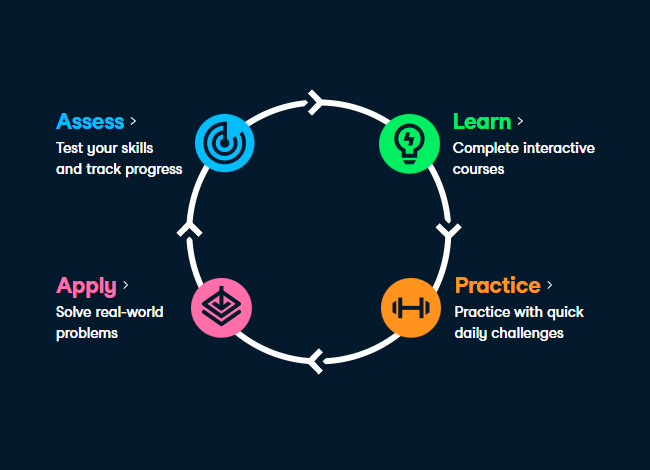 Assess >
Test your skills
and track progress
Learn >
Complete interactive
courses
Apply >
Solve real-world
problems
Practice >
Practice with quick
daily challenges